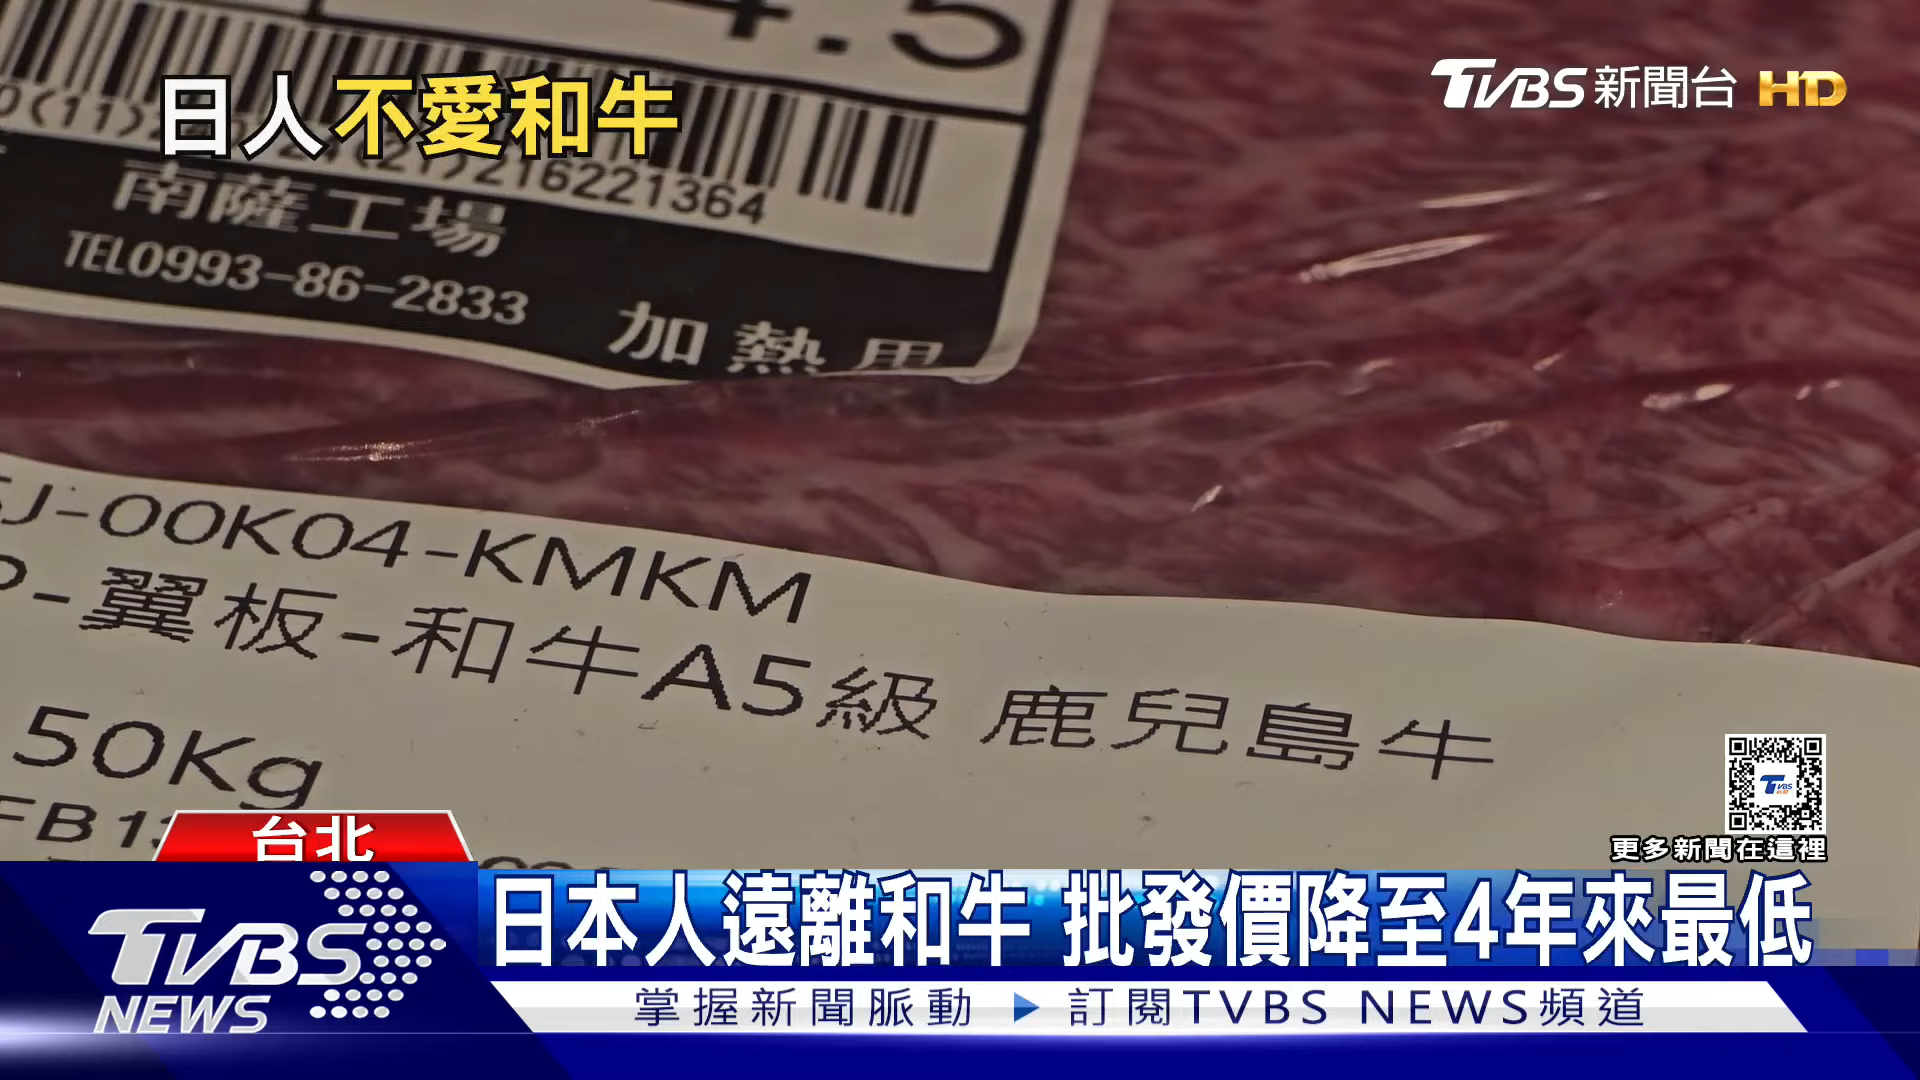 4.5
TVBS新聞台 HD
日人不愛和牛
216221364
南薩工場
TEL0993-86-2833
加熱用
J-00K04-KMKM
-翼板-和牛A5級 鹿兒島牛
50Kg
TVBS
更多新聞在這裡
台北
日本人遠離和牛 批發價降至4年來最低
TVBS
NEWS
掌握新聞脈動 ▶ 訂閱TVBS NEWS頻道